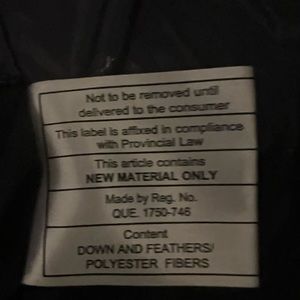 Not to be removed until
delivered to the consumer
This label is affixed in compliance
with Provincial Law
This article contains
NEW MATERIAL ONLY
Made by Reg. No.
QUE. 1750-746
Content
DOWN AND FEATHERS/
POLYESTER FIBERS